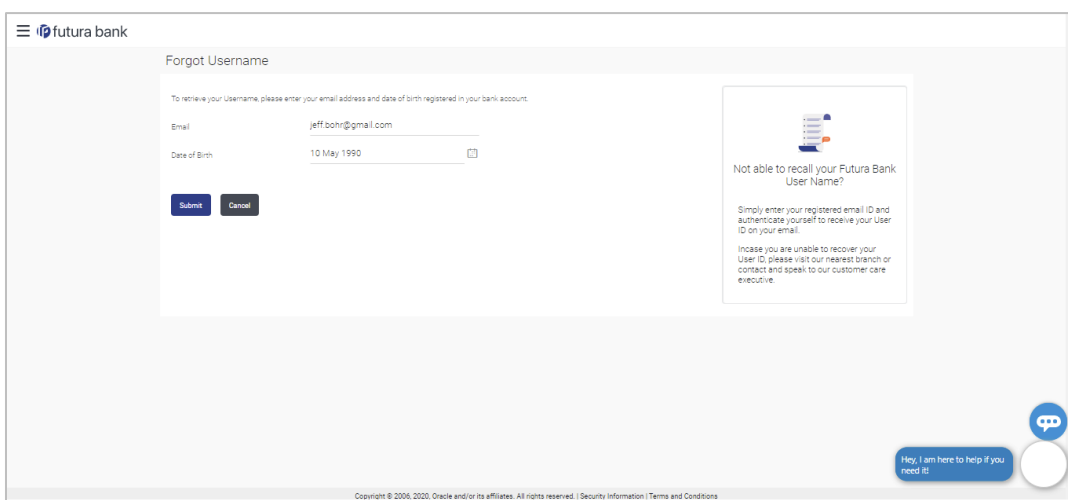 futura bank
Forgot Username
To retrieve your Username, please enter your email address and date of birth registered in your bank account.
Email
jeff.bohr@gmail.com
Date of Birth
10 May 1990
Submit
Cancel
Not able to recall your Futura Bank
User Name?
Simply enter your registered email ID and
authenticate yourself to receive your User
ID on your email.
Incase you are unable to recover your
User ID, please visit our nearest branch or
contact and speak to our customer care
executive.
Hey, I am here to help if you
need it!
Copyright © 2006, 2020, Oracle and/or its affiliates. All rights reserved. | Security Information | Terms and Conditions